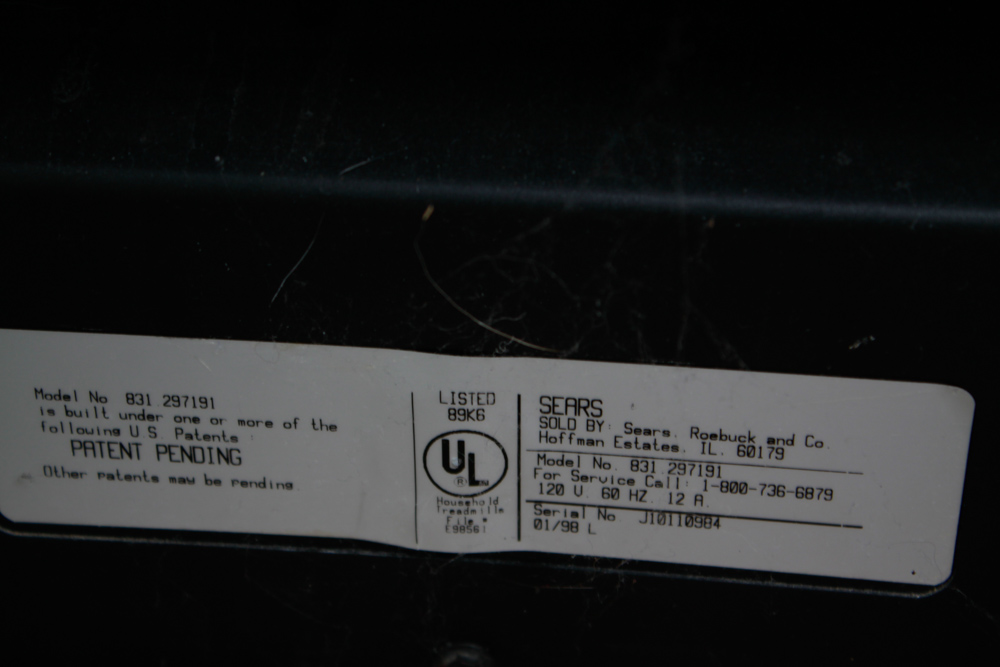 Model No 831.297191
is built under one or more of the
following U.S. Patents :
PATENT PENDING
Other patents may be pending
LISTED
89K6
UL
®
Household
Treadmills
File #
E98561
SEARS
SOLD BY: Sears, Roebuck and Co.
Hoffman Estates, IL. 60179
Model No. 831.297191
For Service Call: 1-800-736-6879
120 V. 60 HZ. 12 A.
Serial No. J10110984
01/98 L